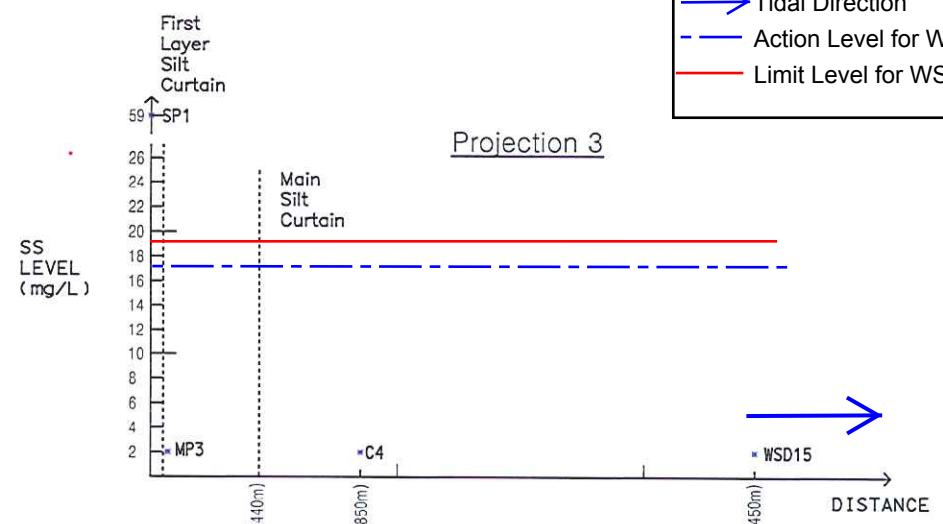 Tidal Direction
Action Level for W
Limit Level for WS
First
Layer
Silt
Curtain
59
SP1
Projection 3
26
24
22
20
18
16
14
12
10
8
6
4
2
Main
Silt
Curtain
SS
LEVEL
(mg/L)
MP3
C4
WSD15
440m)
850m)
450m)
DISTANCE